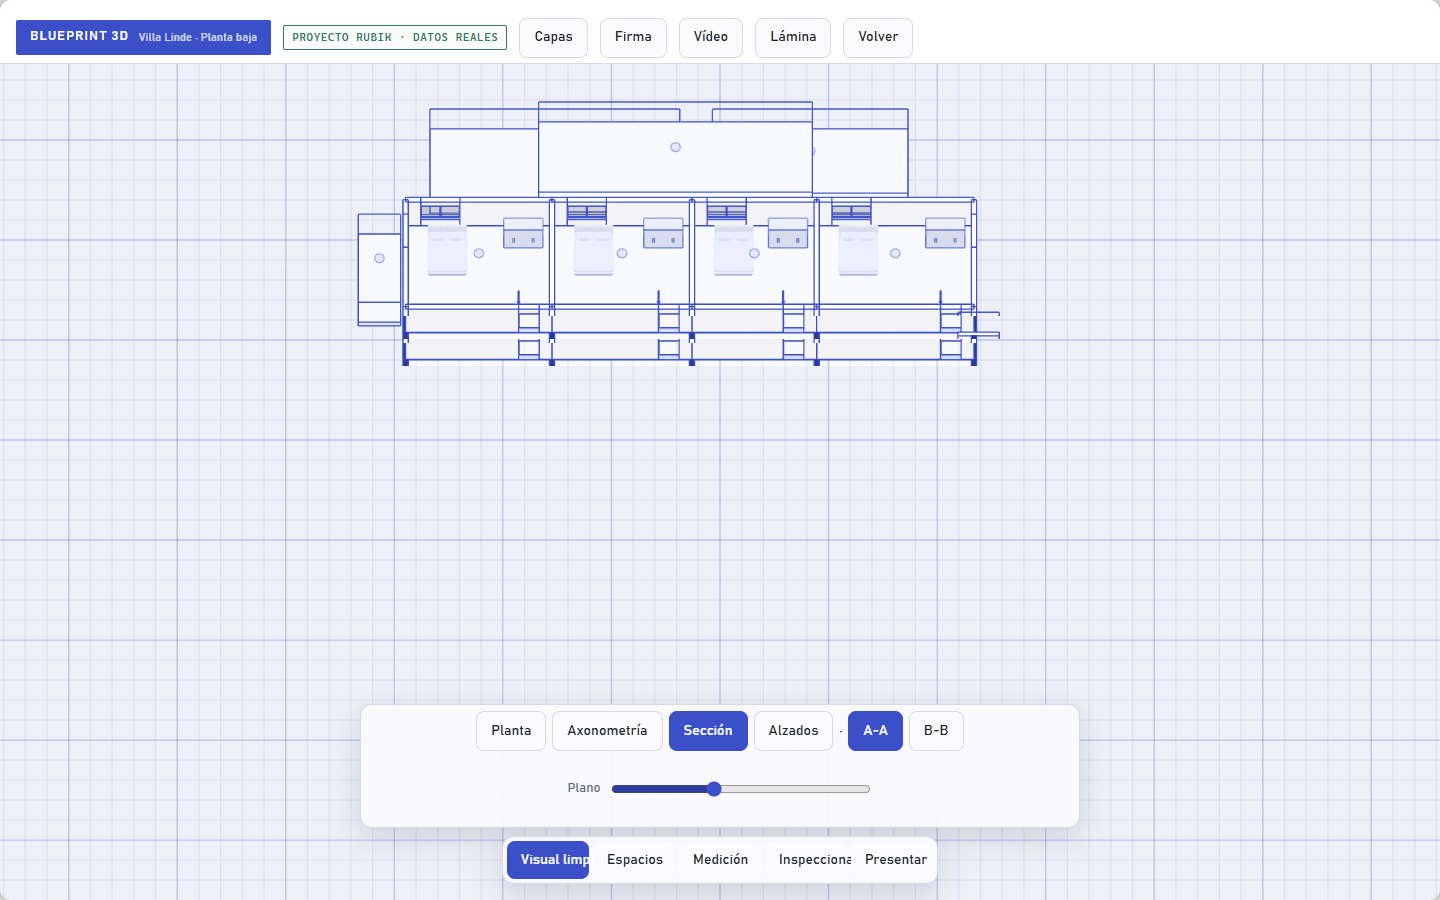 BLUEPRINT 3D Villa Linde · Planta baja PROYECTO RUBIK · DATOS REALES Capas Firma Vídeo Lámina Volver
Planta Axonometría Sección Alzados · A-A B-B
Plano
Visual limp Espacios Medición Inspecciona Presentar